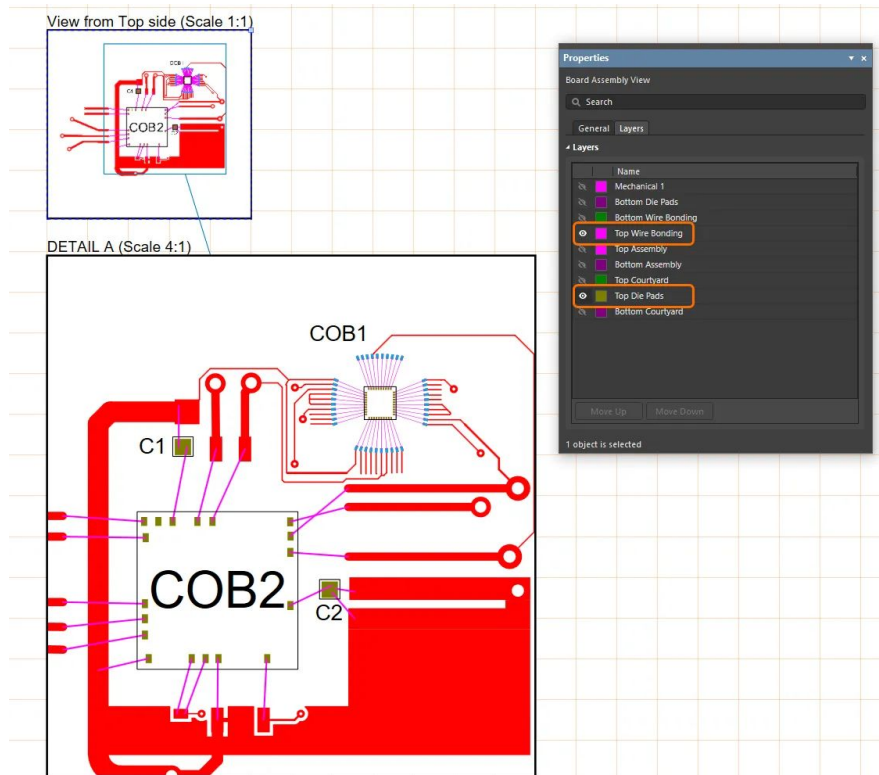 View from Top side (Scale 1:1)
COB1
C1
COB2
DETAIL A (Scale 4:1)
COB1
C1
COB2
C2
Properties
Board Assembly View
Search
General Layers
Layers
Name
Mechanical 1
Bottom Die Pads
Bottom Wire Bonding
Top Wire Bonding
Top Assembly
Bottom Assembly
Top Courtyard
Top Die Pads
Bottom Courtyard
Move Up Move Down
1 object is selected